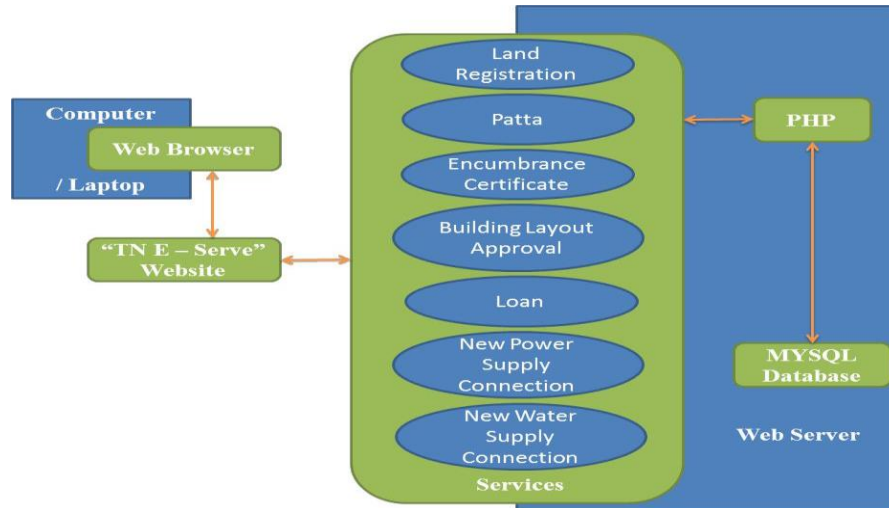 Computer
Web Browser
/ Laptop
“TN E – Serve”
Website
Land
Registration
Patta
Encumbrance
Certificate
Building Layout
Approval
Loan
New Power
Supply
Connection
New Water
Supply
Connection
Services
PHP
MYSQL
Database
Web Server